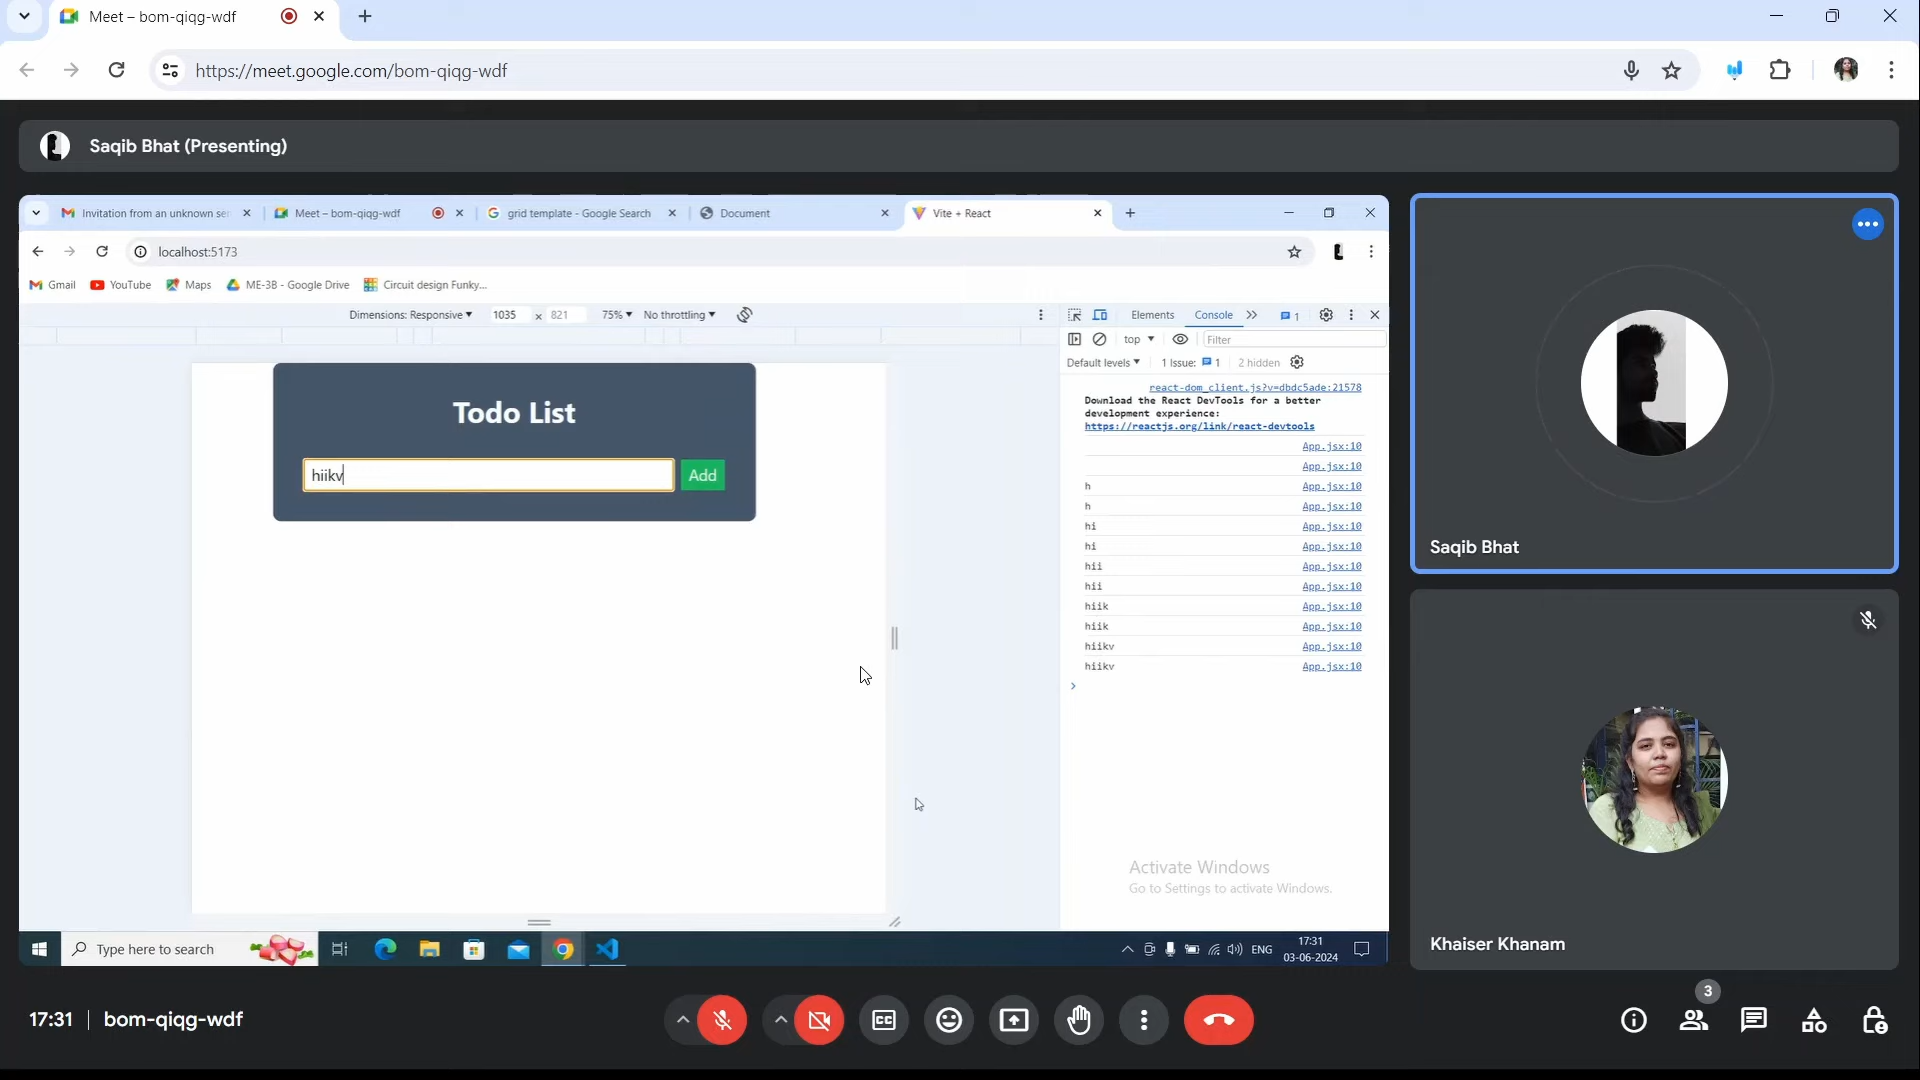 Meet – bom-qiqg-wdf
https://meet.google.com/bom-qiqg-wdf
Saqib Bhat (Presenting)
Invitation from an unknown sen
Meet – bom-qiqg-wdf
grid template - Google Search
Document
Vite + React
localhost:5173
Gmail
YouTube
Maps
ME-3B - Google Drive
Circuit design Funky...
Dimensions: Responsive
1035 x 821
75%
No throttling
Elements
Console
1
top
Filter
Default levels
1 Issue: 1
2 hidden
react-dom_client.js?v=dbdc5ade:21578
Download the React DevTools for a better
development experience:
https://reactjs.org/link/react-devtools
App.jsx:10
App.jsx:10
h App.jsx:10
h App.jsx:10
hi App.jsx:10
hi App.jsx:10
hii App.jsx:10
hii App.jsx:10
hiik App.jsx:10
hiik App.jsx:10
hiikv App.jsx:10
hiikv App.jsx:10
Todo List
hiikv
Add
Activate Windows
Go to Settings to activate Windows.
Type here to search
ENG
17:31
03-06-2024
Saqib Bhat
Khaiser Khanam
17:31
bom-qiqg-wdf
CC
3